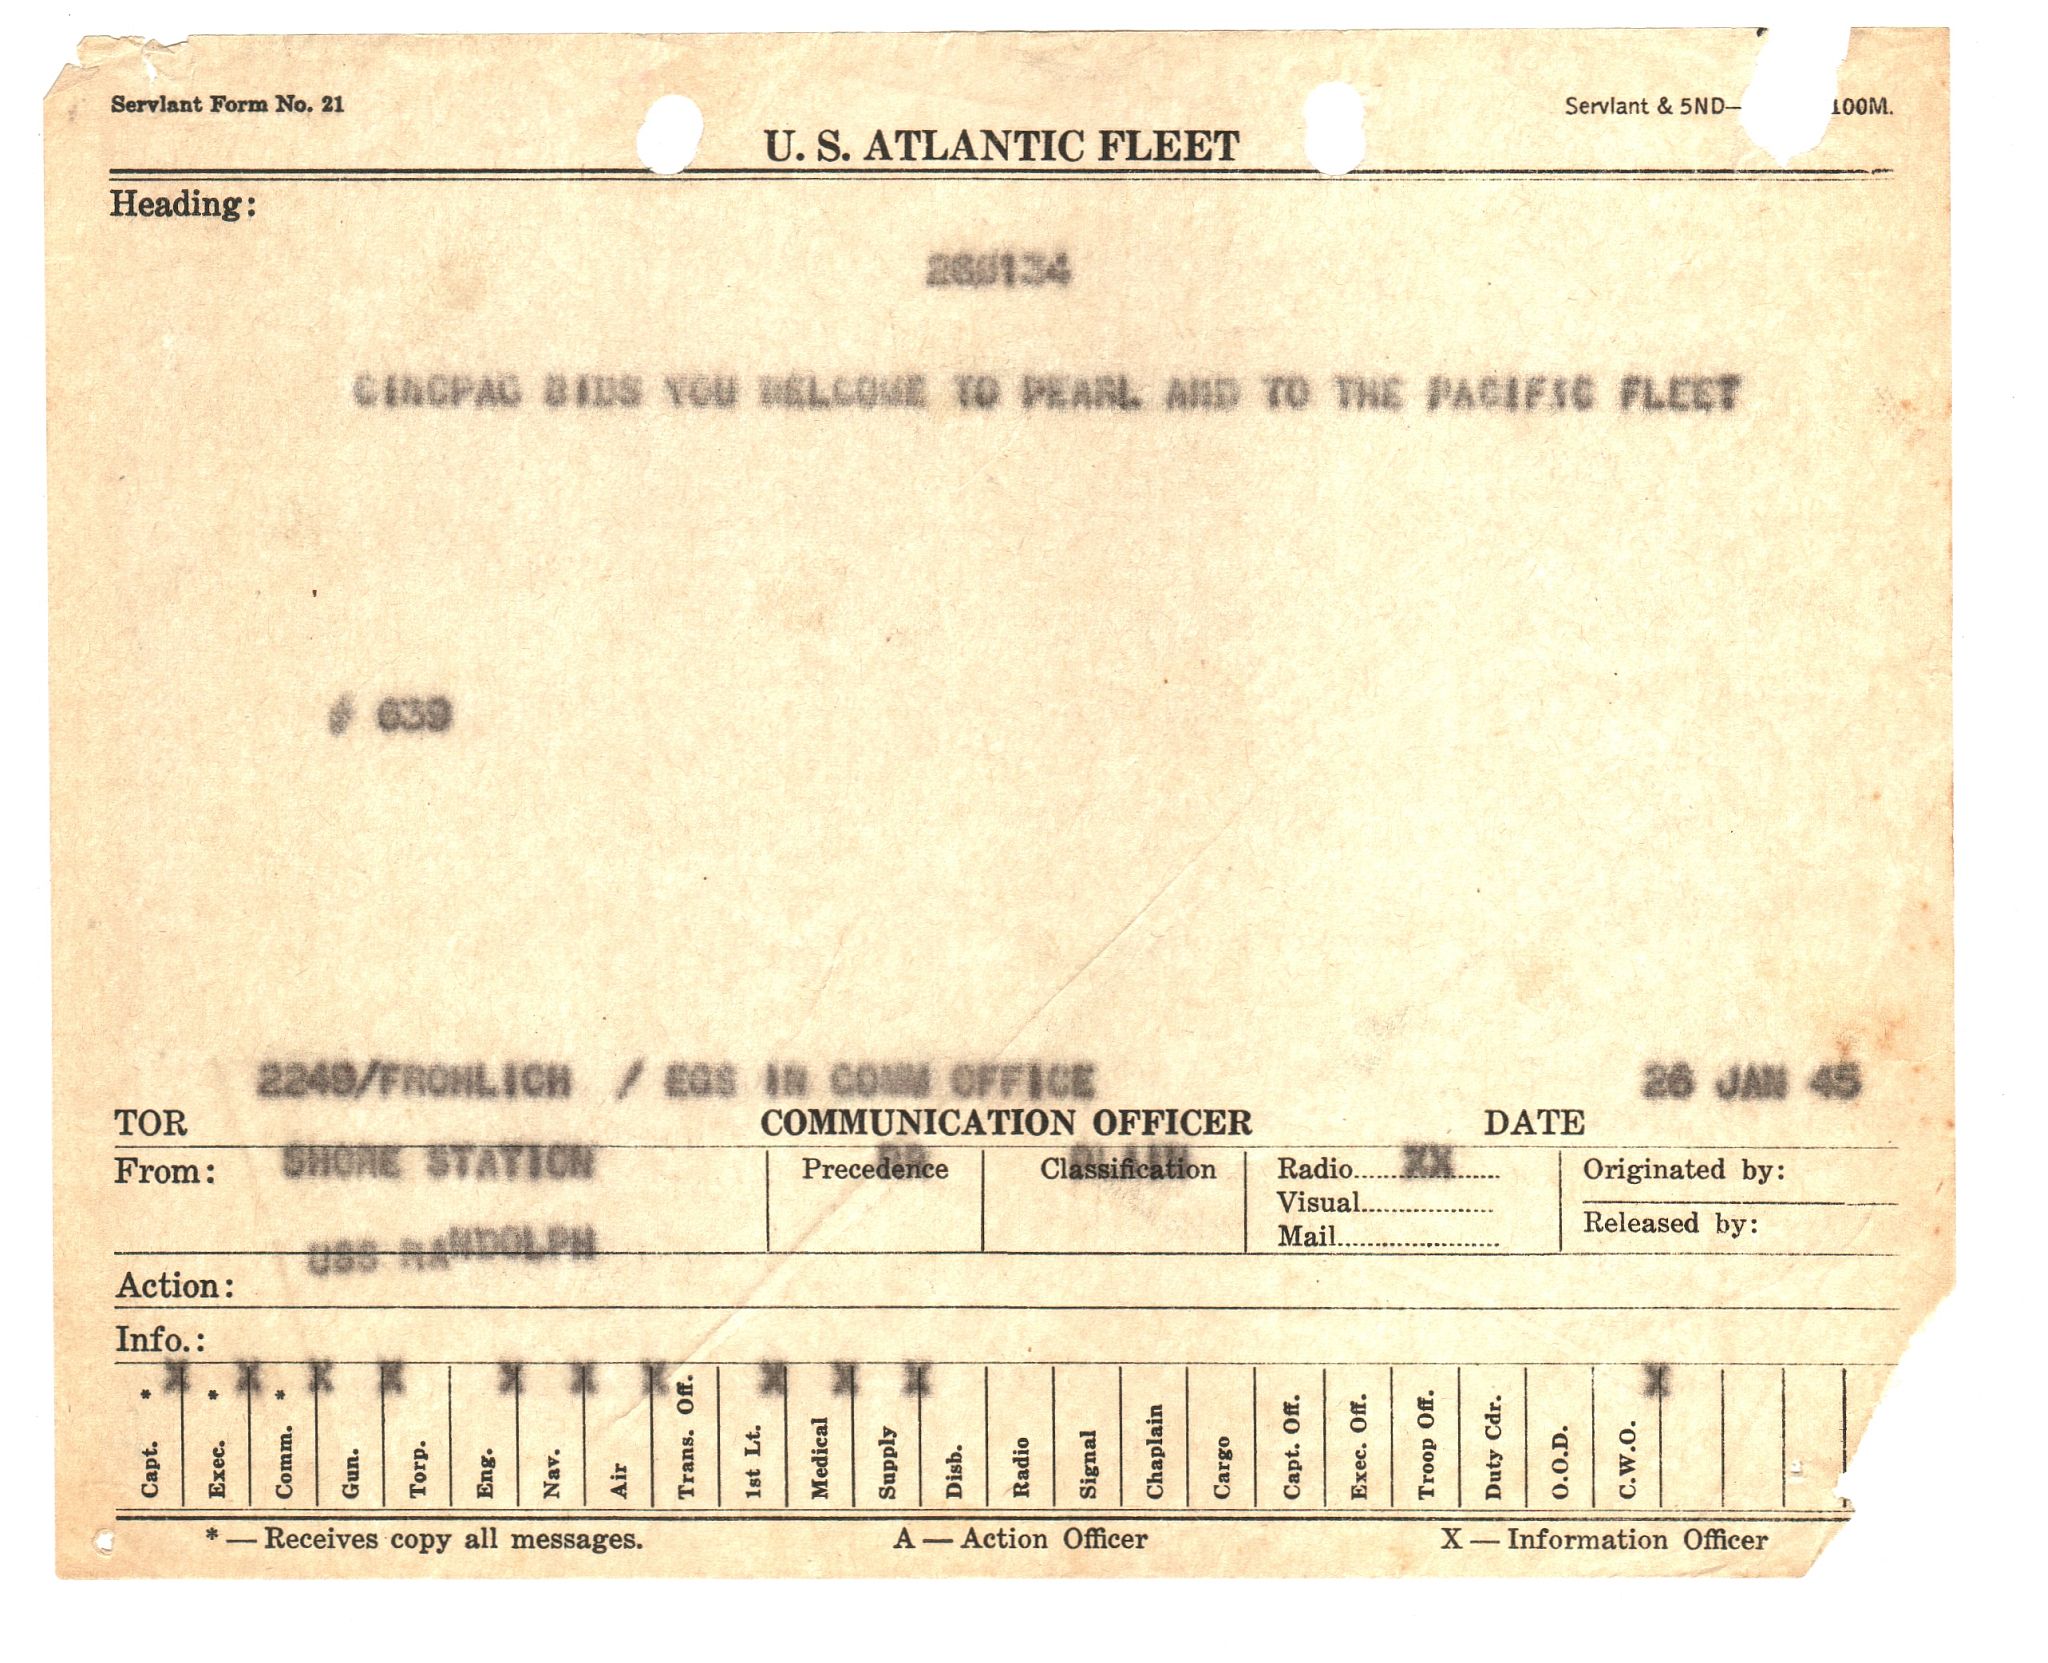 Servlant Form No. 21
Servlant & 5ND— 100M.
U. S. ATLANTIC FLEET
Heading:
260134
CINCPAC BIDS YOU WELCOME TO PEARL AND TO THE PACIFIC FLEET
# 639
2249/FROHLICH / EGS IN COMM OFFICE 26 JAN 45
TOR COMMUNICATION OFFICER DATE
From: SHORE STATION Precedence Classification Radio XX Originated by:
Visual
Released by:
Mail
USS RANDOLPH
Action:
Info.:
X X X X X X X X X X X
Capt. * Exec. * Comm. * Gun. Torp. Eng. Nav. Air Trans. Off. 1st Lt. Medical Supply Disb. Radio Signal Chaplain Cargo Capt. Off. Exec. Off. Troop Off. Duty Cdr. O.O.D. C.W.O.
* — Receives copy all messages. A — Action Officer X — Information Officer